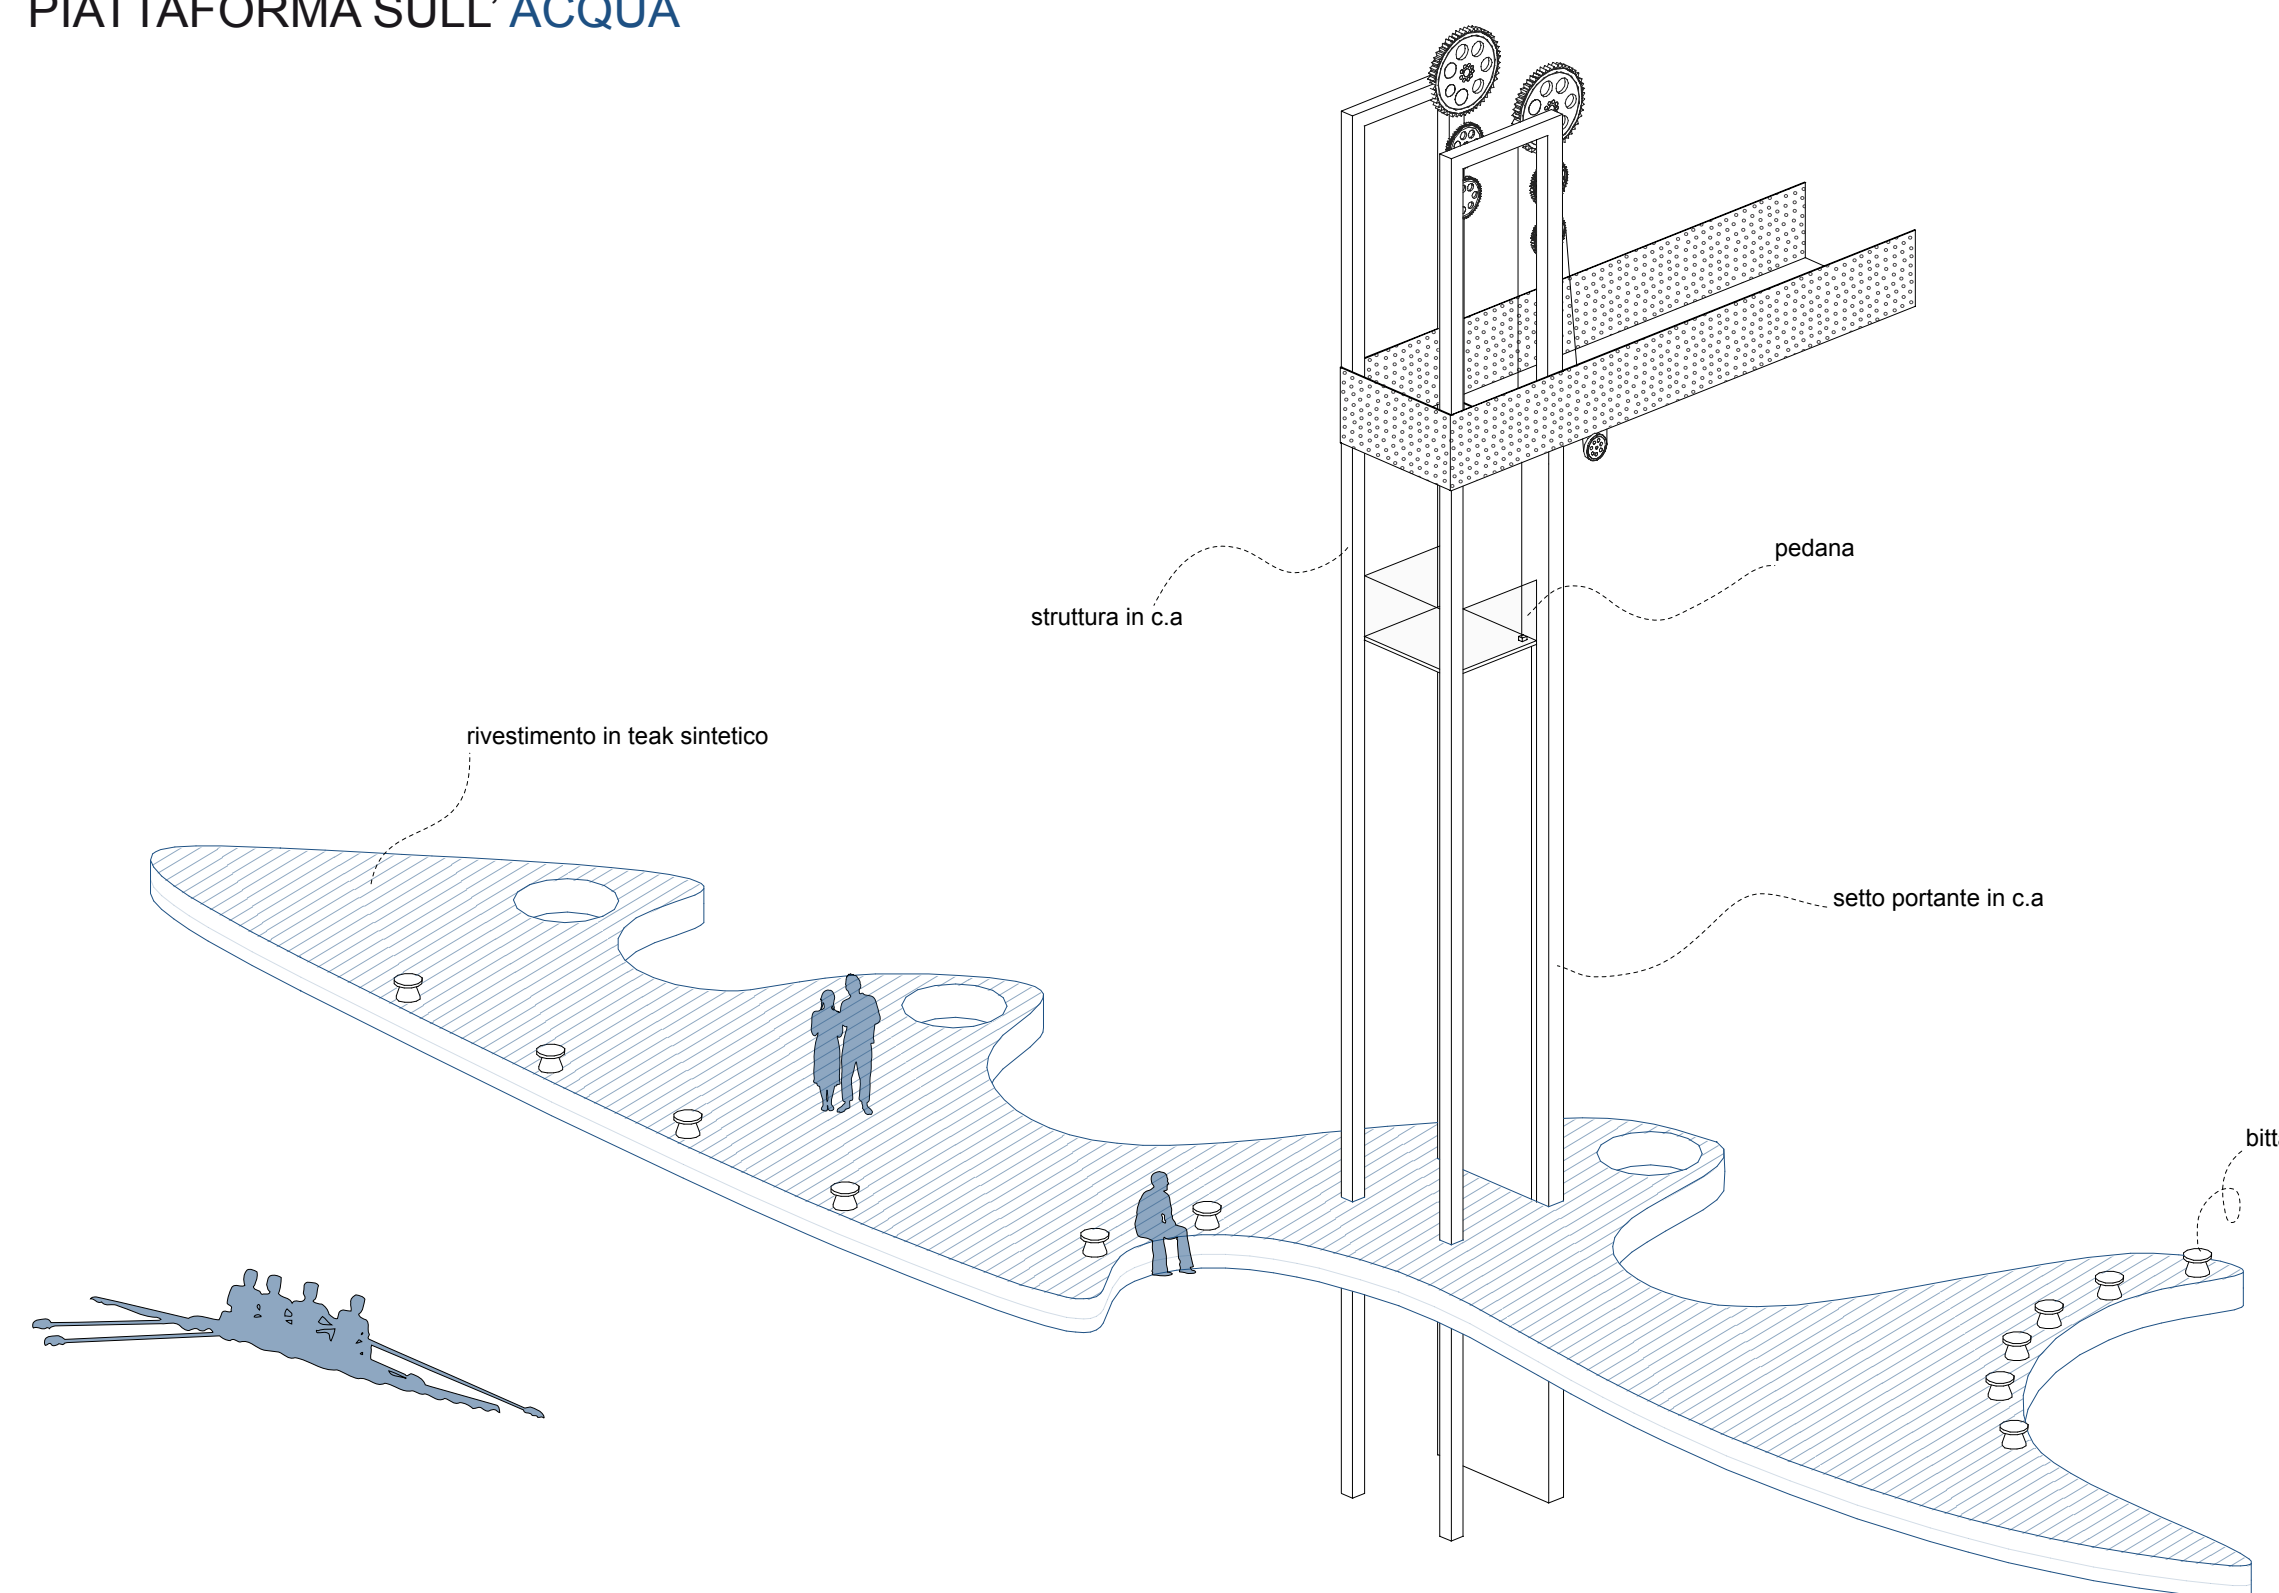 PIATTAFORMA SULL' ACQUA
pedana
struttura in c.a
rivestimento in teak sintetico
setto portante in c.a